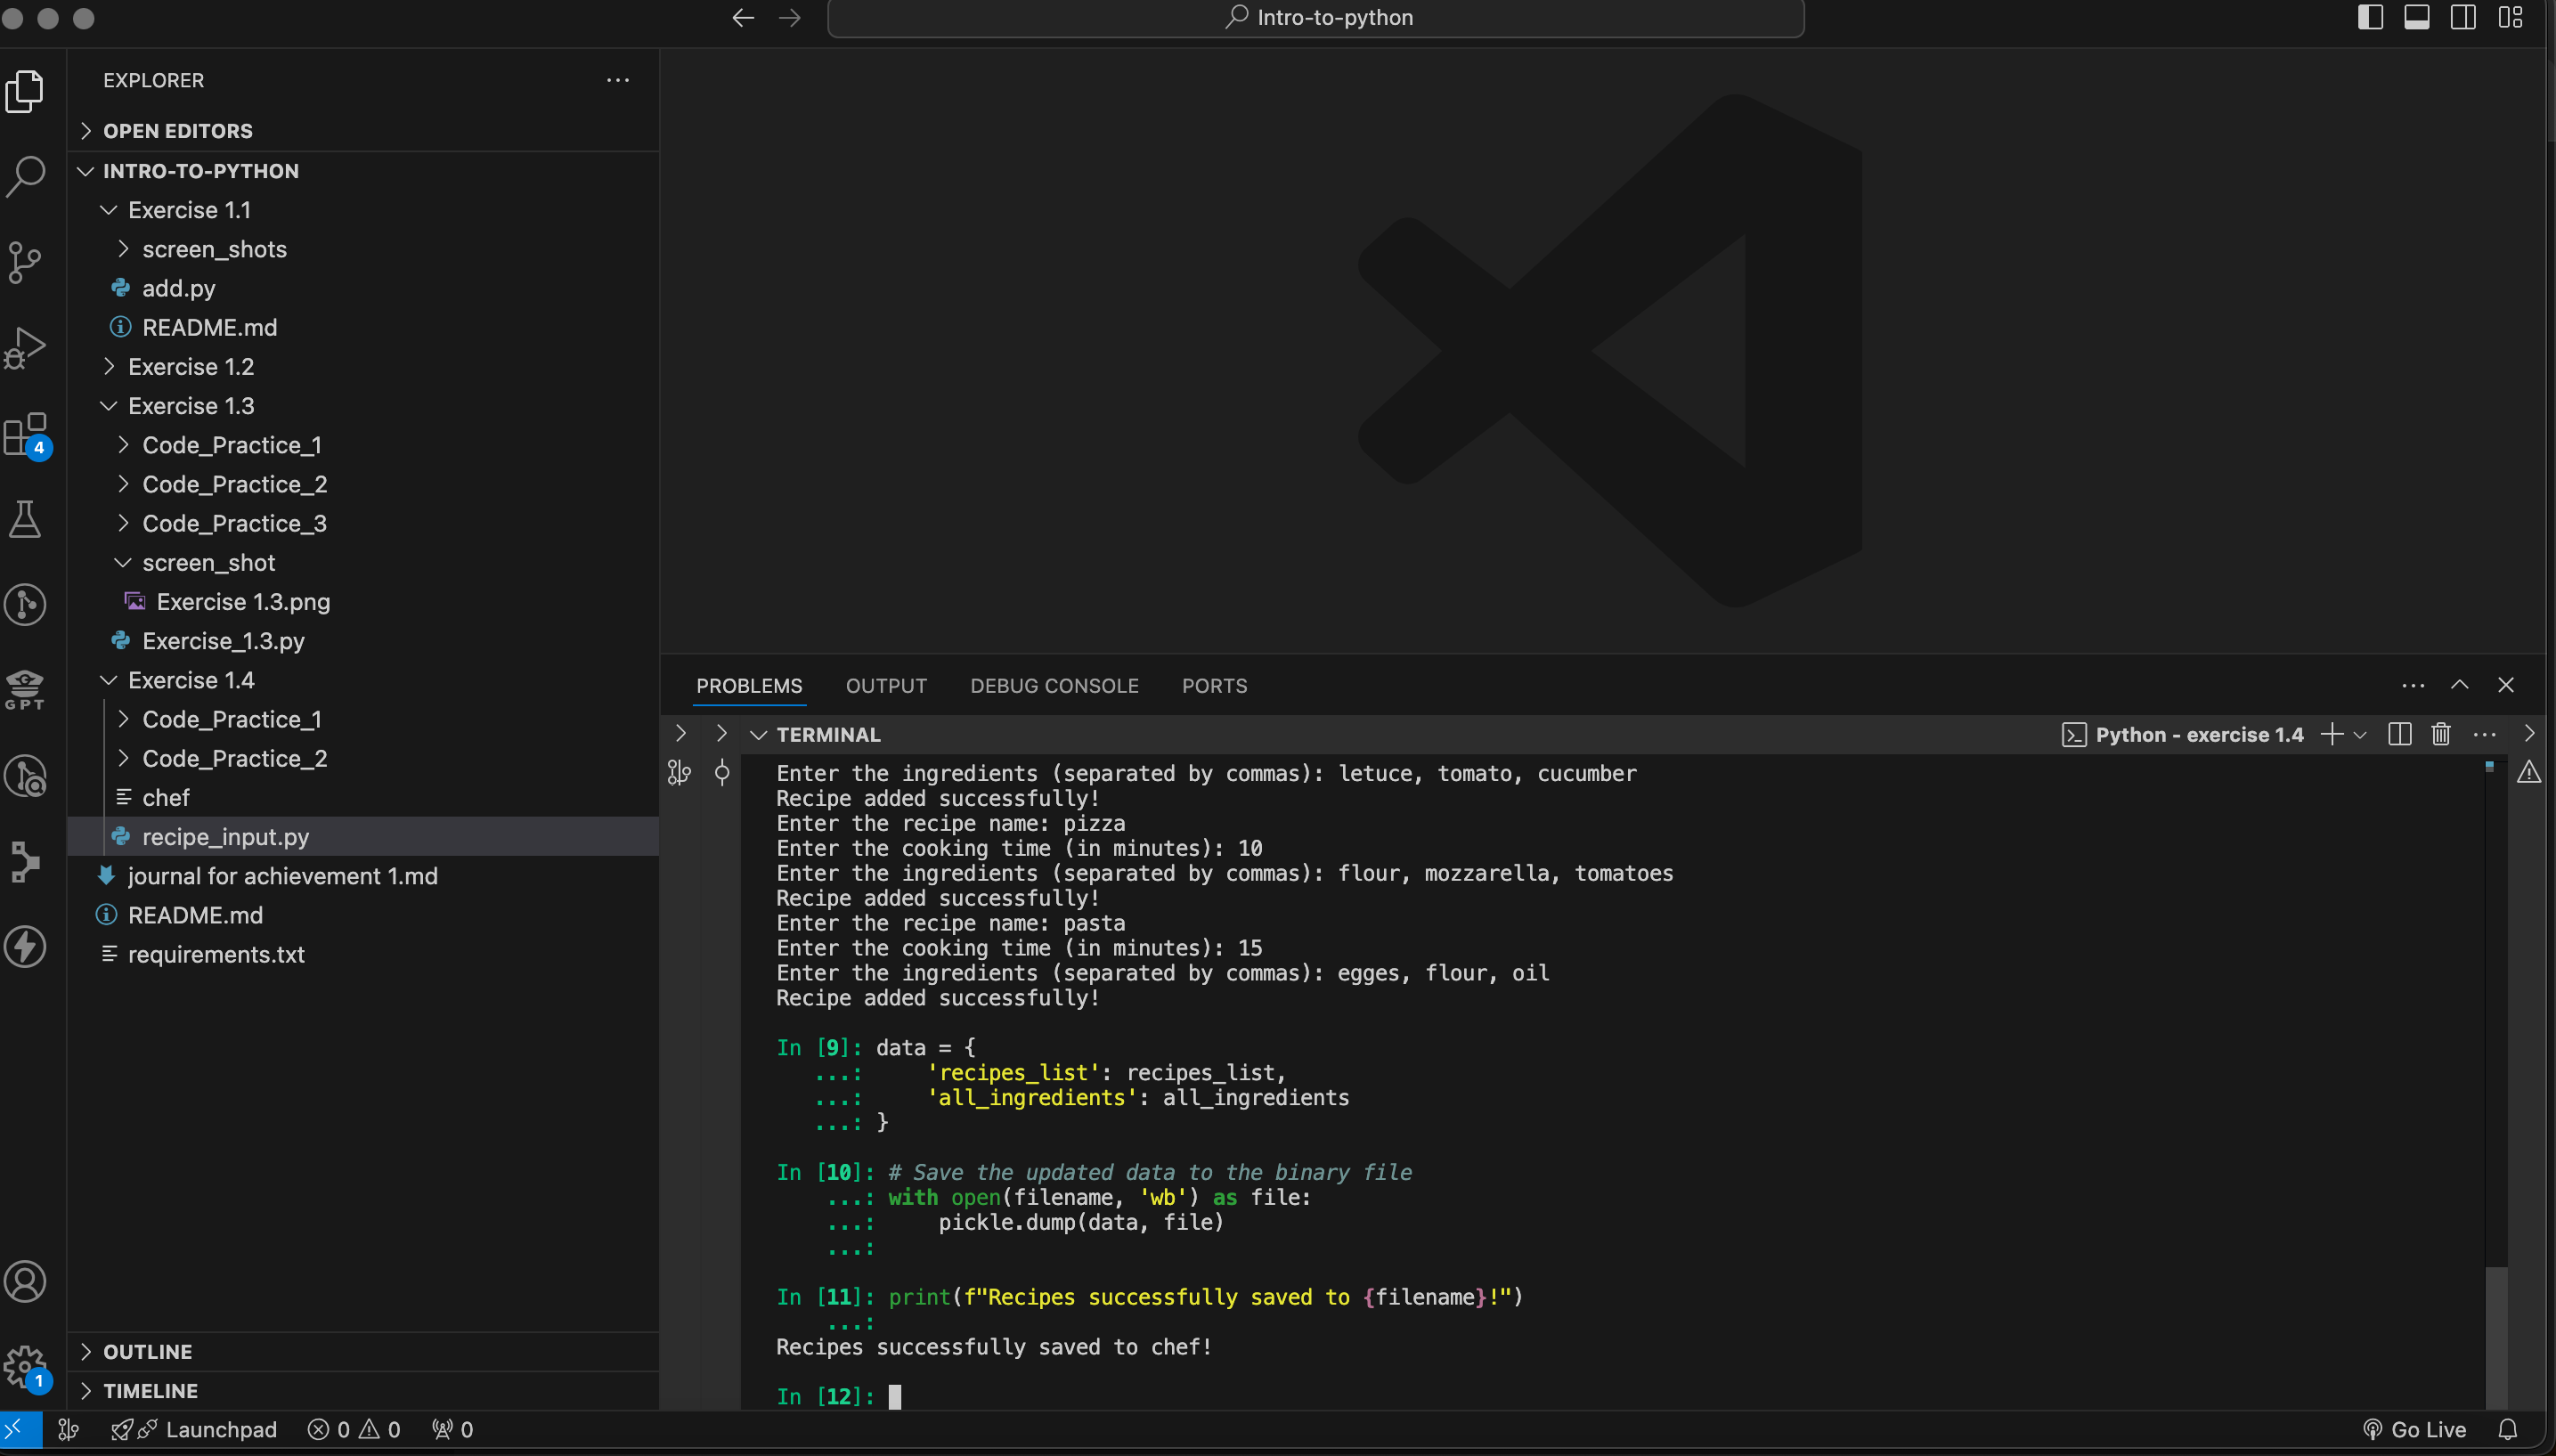 Intro-to-python
EXPLORER
OPEN EDITORS
INTRO-TO-PYTHON
Exercise 1.1
screen_shots
add.py
README.md
Exercise 1.2
Exercise 1.3
Code_Practice_1
Code_Practice_2
Code_Practice_3
screen_shot
Exercise 1.3.png
Exercise_1.3.py
Exercise 1.4
Code_Practice_1
Code_Practice_2
chef
recipe_input.py
journal for achievement 1.md
README.md
requirements.txt
OUTLINE
TIMELINE
4
GPT
1
PROBLEMS OUTPUT DEBUG CONSOLE PORTS
TERMINAL
Python - exercise 1.4
Enter the ingredients (separated by commas): letuce, tomato, cucumber
Recipe added successfully!
Enter the recipe name: pizza
Enter the cooking time (in minutes): 10
Enter the ingredients (separated by commas): flour, mozzarella, tomatoes
Recipe added successfully!
Enter the recipe name: pasta
Enter the cooking time (in minutes): 15
Enter the ingredients (separated by commas): egges, flour, oil
Recipe added successfully!
In [9]: data = {
...: 'recipes_list': recipes_list,
...: 'all_ingredients': all_ingredients
...: }
In [10]: # Save the updated data to the binary file
...: with open(filename, 'wb') as file:
...: pickle.dump(data, file)
...:
In [11]: print(f"Recipes successfully saved to {filename}!")
...:
Recipes successfully saved to chef!
In [12]:
Launchpad 0 0 0 Go Live